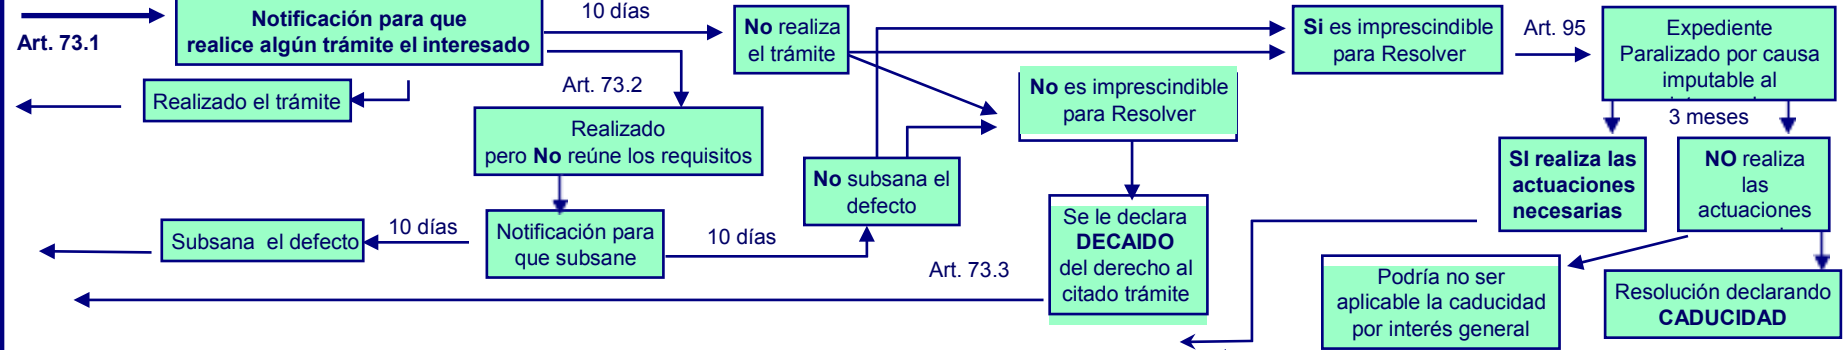 Art. 73.1
Notificación para que
realice algún trámite el interesado
10 días
No realiza
el trámite
Si es imprescindible
para Resolver
Art. 95
Expediente
Paralizado por causa
imputable al
Realizado el trámite
Art. 73.2
No es imprescindible
para Resolver
3 meses
Realizado
pero No reúne los requisitos
No subsana el
defecto
SI realiza las
actuaciones
necesarias
NO realiza
las
actuaciones
Subsana el defecto
10 días
Notificación para
que subsane
10 días
Art. 73.3
Se le declara
DECAIDO
del derecho al
citado trámite
Podría no ser
aplicable la caducidad
por interés general
Resolución declarando
CADUCIDAD